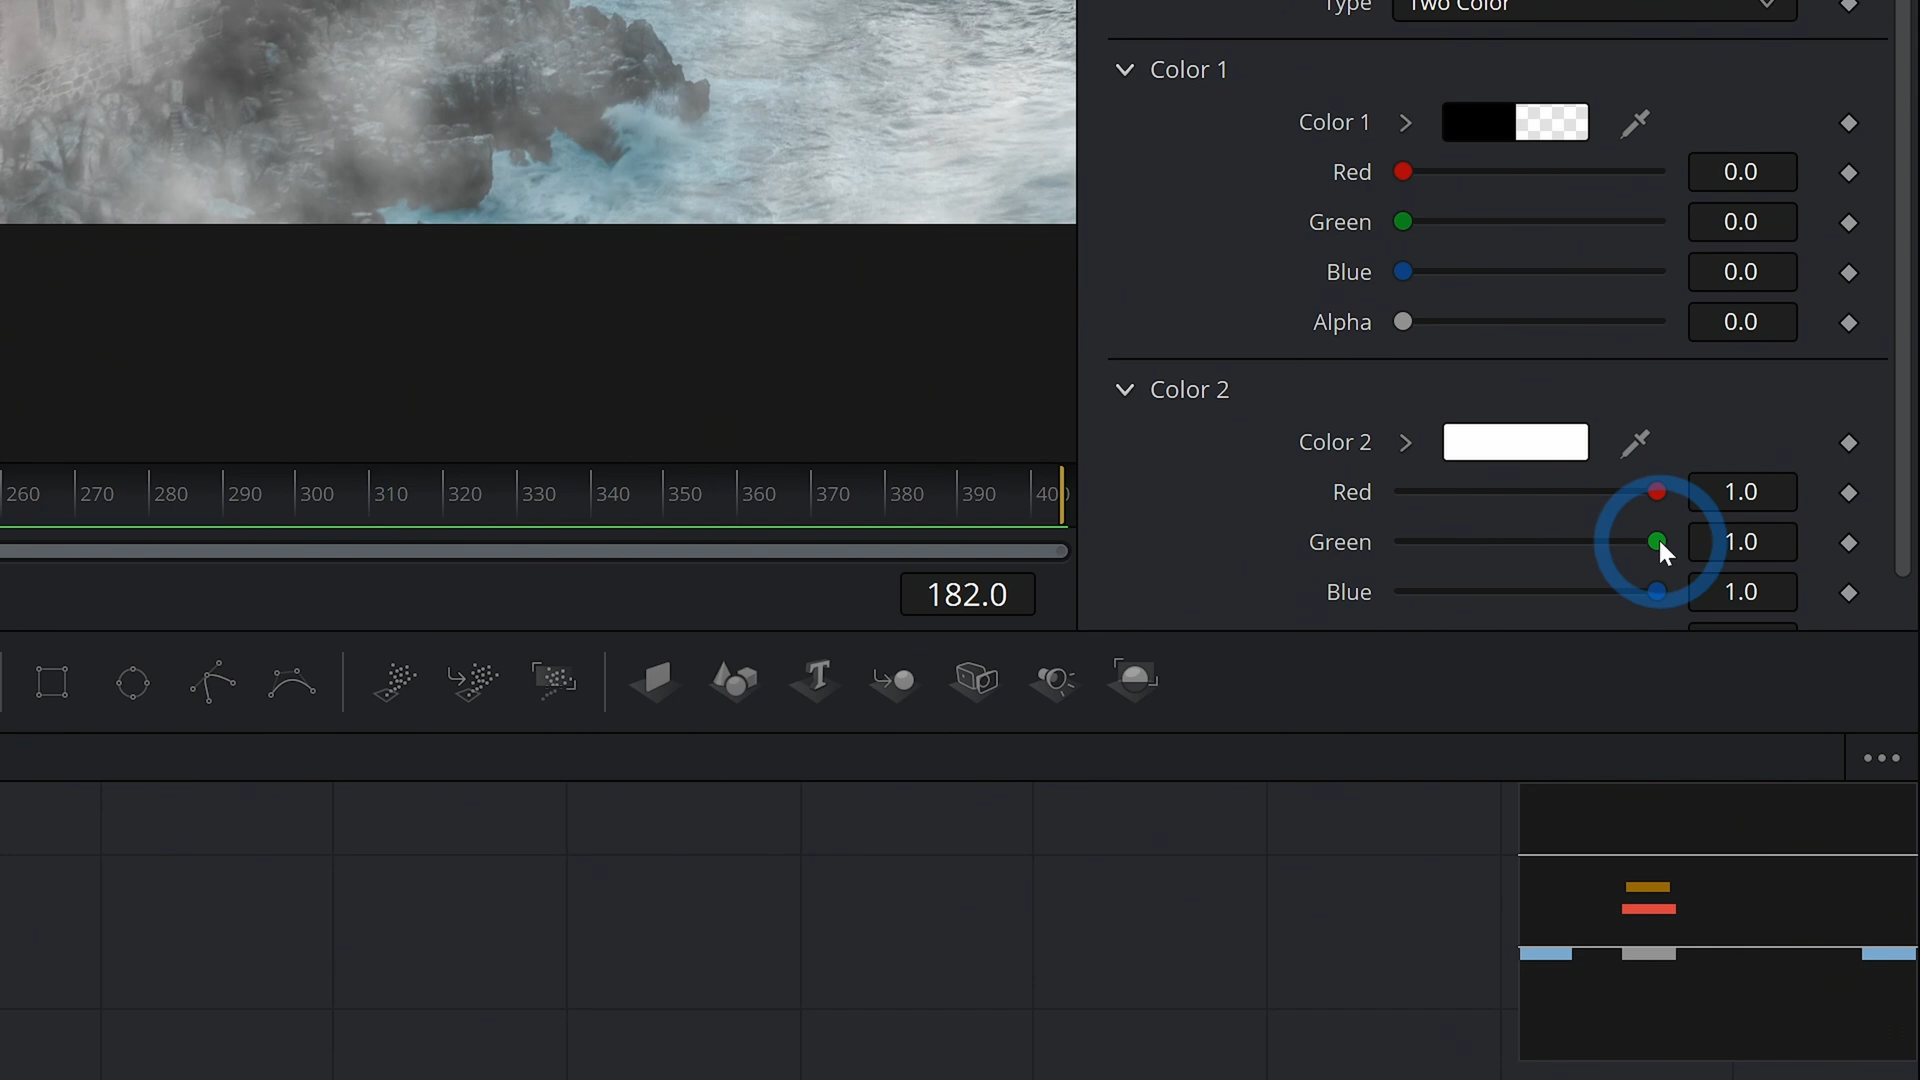 Type Two Color
Color 1
Color 1
Red 0.0
Green 0.0
Blue 0.0
Alpha 0.0
Color 2
Color 2
Red 1.0
Green 1.0
Blue 1.0
260 270 280 290 300 310 320 330 340 350 360 370 380 390 400
182.0